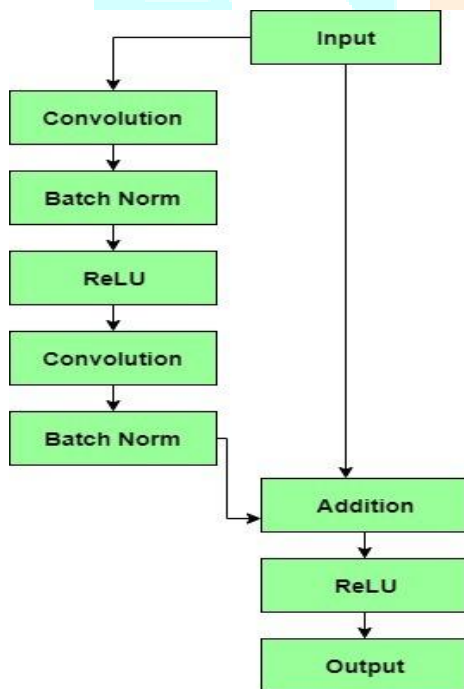 Input
Convolution
Batch Norm
ReLU
Convolution
Batch Norm
Addition
ReLU
Output